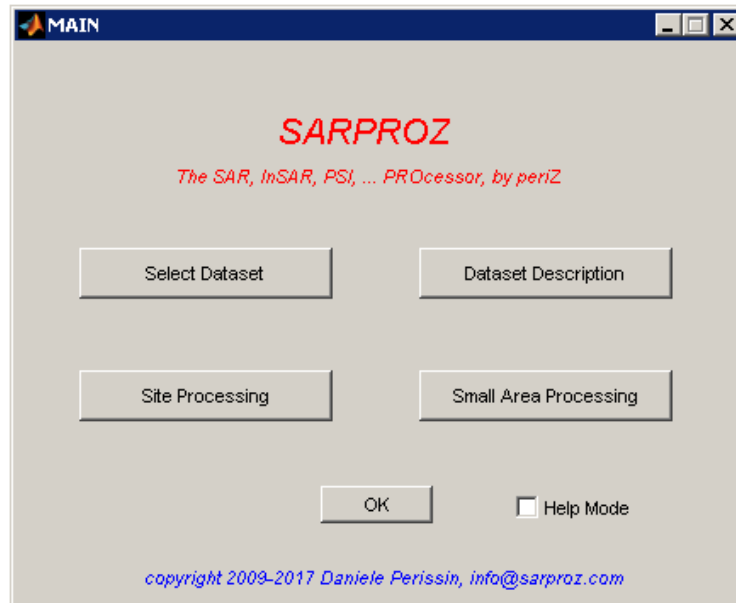 MAIN
SARPROZ
The SAR, InSAR, PSI, ... PROcessor, by periZ
Select Dataset
Dataset Description
Site Processing
Small Area Processing
OK
Help Mode
copyright 2009-2017 Daniele Perissin, info@sarproz.com